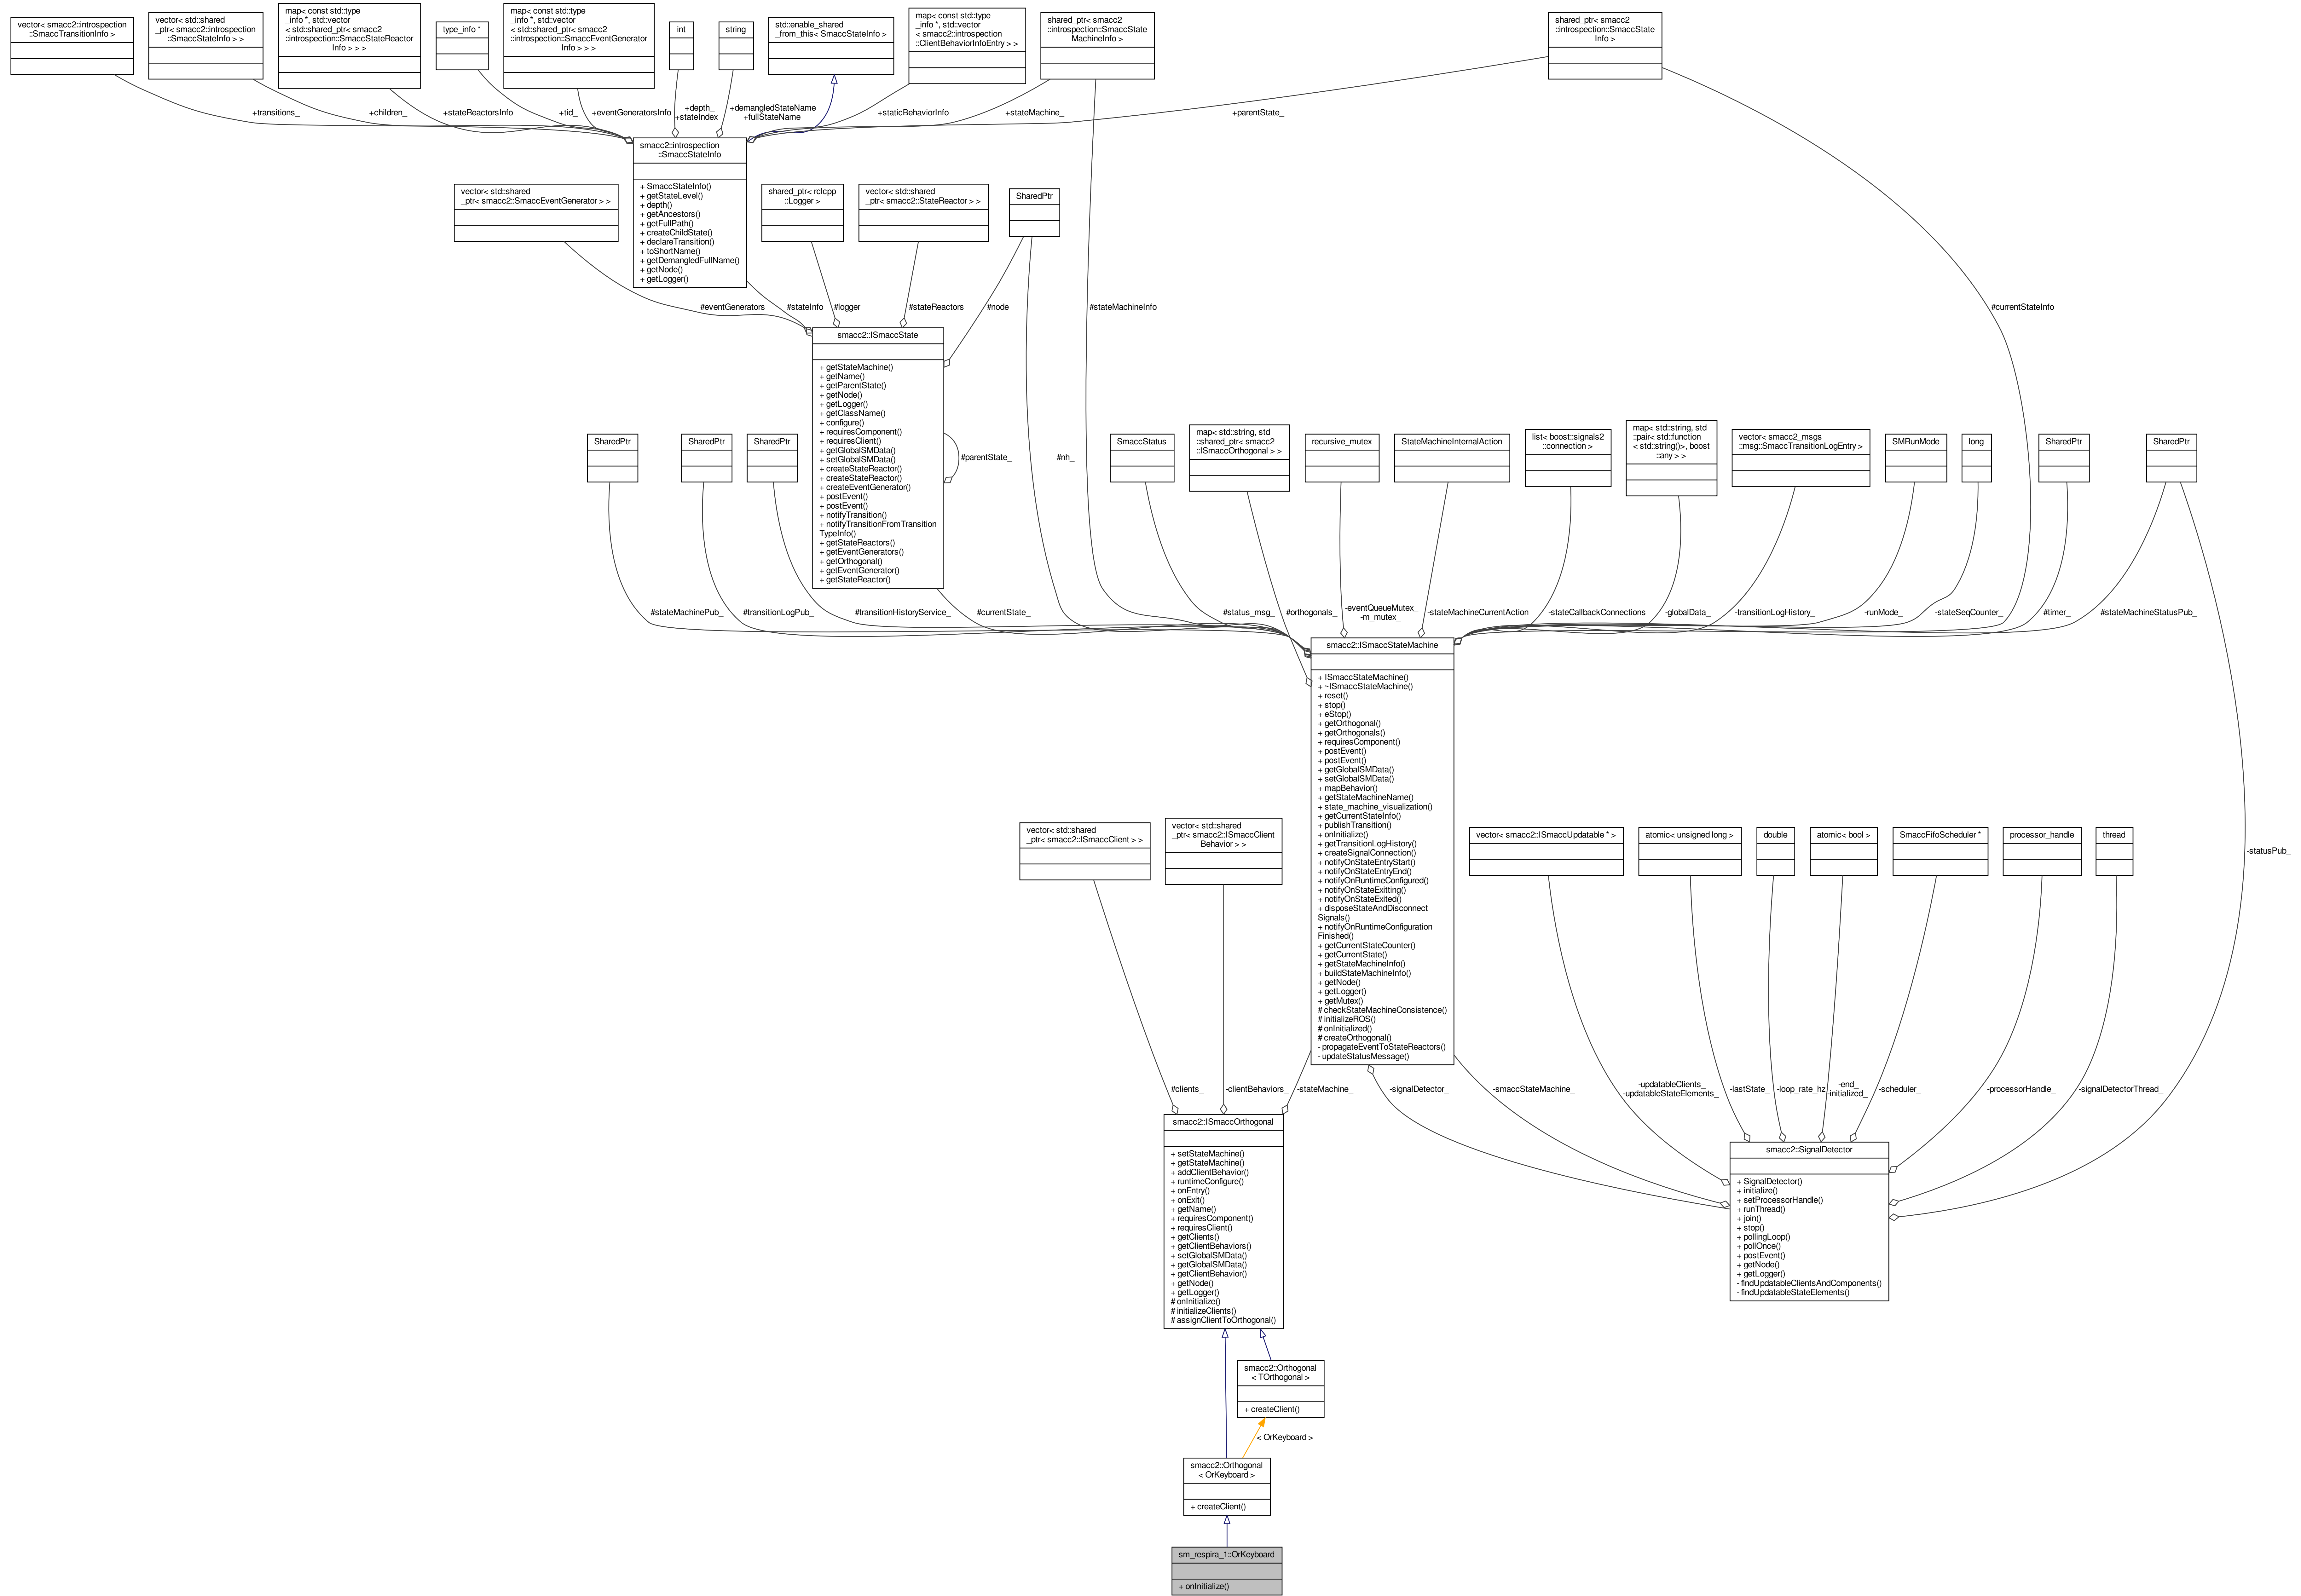 vector< smacc2::introspection
::SmaccTransitionInfo >
vector< std::shared
_ptr< smacc2::introspection
::SmaccStateInfo > >
map< const std::type
_info *, std::vector
< std::shared_ptr< smacc2
::introspection::SmaccStateReactor
Info > > >
type_info *
map< const std::type
_info *, std::vector
< std::shared_ptr< smacc2
::introspection::SmaccEventGenerator
Info > > >
int
string
std::enable_shared
_from_this< SmaccStateInfo >
map< const std::type
_info *, std::vector
< smacc2::introspection
::ClientBehaviorInfoEntry > >
shared_ptr< smacc2
::introspection::SmaccState
MachineInfo >
shared_ptr< smacc2
::introspection::SmaccState
Info >
+transitions_
+children_
+stateReactorsInfo
+tid_
+eventGeneratorsInfo
+depth_
+stateIndex_
+demangledStateName
+fullStateName
+staticBehaviorInfo
+stateMachine_
+parentState_
smacc2::introspection
::SmaccStateInfo
+ SmaccStateInfo()
+ getStateLevel()
+ depth()
+ getAncestors()
+ getFullPath()
+ createChildState()
+ declareTransition()
+ toShortName()
+ getDemangledFullName()
+ getNode()
+ getLogger()
vector< std::shared
_ptr< smacc2::SmaccEventGenerator > >
shared_ptr< rclcpp
::Logger >
vector< std::shared
_ptr< smacc2::StateReactor > >
SharedPtr
#eventGenerators_
#stateInfo_
#logger_
#stateReactors_
#node_
#stateMachineInfo_
#currentStateInfo_
smacc2::ISmaccState
+ getStateMachine()
+ getName()
+ getParentState()
+ getNode()
+ getLogger()
+ getClassName()
+ configure()
+ requiresComponent()
+ requiresClient()
+ getGlobalSMData()
+ setGlobalSMData()
+ createStateReactor()
+ createStateReactor()
+ createEventGenerator()
+ postEvent()
+ postEvent()
+ notifyTransition()
+ notifyTransitionFromTransition
TypeInfo()
+ getStateReactors()
+ getEventGenerators()
+ getOrthogonal()
+ getEventGenerator()
+ getStateReactor()
#parentState_
#nh_
SharedPtr
SharedPtr
SharedPtr
SmaccStatus
map< std::string, std
::shared_ptr< smacc2
::ISmaccOrthogonal > >
recursive_mutex
StateMachineInternalAction
list< boost::signals2
::connection >
map< std::string, std
::pair< std::function
< std::string()>, boost
::any > >
vector< smacc2_msgs
::msg::SmaccTransitionLogEntry >
SMRunMode
long
SharedPtr
SharedPtr
#stateMachinePub_
#transitionLogPub_
#transitionHistoryService_
#currentState_
#status_msg_
#orthogonals_
-eventQueueMutex_
-m_mutex_
-stateMachineCurrentAction
-stateCallbackConnections
-globalData_
-transitionLogHistory_
-runMode_
-stateSeqCounter_
#timer_
#stateMachineStatusPub_
smacc2::ISmaccStateMachine
+ ISmaccStateMachine()
+ ~ISmaccStateMachine()
+ reset()
+ stop()
+ eStop()
+ getOrthogonal()
+ getOrthogonals()
+ requiresComponent()
+ postEvent()
+ postEvent()
+ getGlobalSMData()
+ setGlobalSMData()
+ mapBehavior()
+ getStateMachineName()
+ state_machine_visualization()
+ getCurrentStateInfo()
+ publishTransition()
+ onInitialize()
+ getTransitionLogHistory()
+ createSignalConnection()
+ notifyOnStateEntryStart()
+ notifyOnStateEntryEnd()
+ notifyOnRuntimeConfigured()
+ notifyOnStateExitting()
+ notifyOnStateExited()
+ disposeStateAndDisconnect
Signals()
+ notifyOnRuntimeConfiguration
Finished()
+ getCurrentStateCounter()
+ getCurrentState()
+ getStateMachineInfo()
+ buildStateMachineInfo()
+ getNode()
+ getLogger()
+ getMutex()
# checkStateMachineConsistence()
# initializeROS()
# onInitialized()
# createOrthogonal()
- propagateEventToStateReactors()
- updateStatusMessage()
vector< std::shared
_ptr< smacc2::ISmaccClient > >
vector< std::shared
_ptr< smacc2::ISmaccClient
Behavior > >
vector< smacc2::ISmaccUpdatable * >
atomic< unsigned long >
double
atomic< bool >
SmaccFifoScheduler *
processor_handle
thread
-statusPub_
#clients_
-clientBehaviors_
-stateMachine_
-signalDetector_
-smaccStateMachine_
-updatableClients_
-updatableStateElements_
-lastState_
-loop_rate_hz
-end_
-initialized_
-scheduler_
-processorHandle_
-signalDetectorThread_
smacc2::ISmaccOrthogonal
+ setStateMachine()
+ getStateMachine()
+ addClientBehavior()
+ runtimeConfigure()
+ onEntry()
+ onExit()
+ getName()
+ requiresComponent()
+ requiresClient()
+ getClients()
+ getClientBehaviors()
+ setGlobalSMData()
+ getGlobalSMData()
+ getClientBehavior()
+ getNode()
+ getLogger()
# onInitialize()
# initializeClients()
# assignClientToOrthogonal()
smacc2::SignalDetector
+ SignalDetector()
+ initialize()
+ setProcessorHandle()
+ runThread()
+ join()
+ stop()
+ pollingLoop()
+ pollOnce()
+ postEvent()
+ getNode()
+ getLogger()
- findUpdatableClientsAndComponents()
- findUpdatableStateElements()
smacc2::Orthogonal
< TOrthogonal >
+ createClient()
< OrKeyboard >
smacc2::Orthogonal
< OrKeyboard >
+ createClient()
sm_respira_1::OrKeyboard
+ onInitialize()